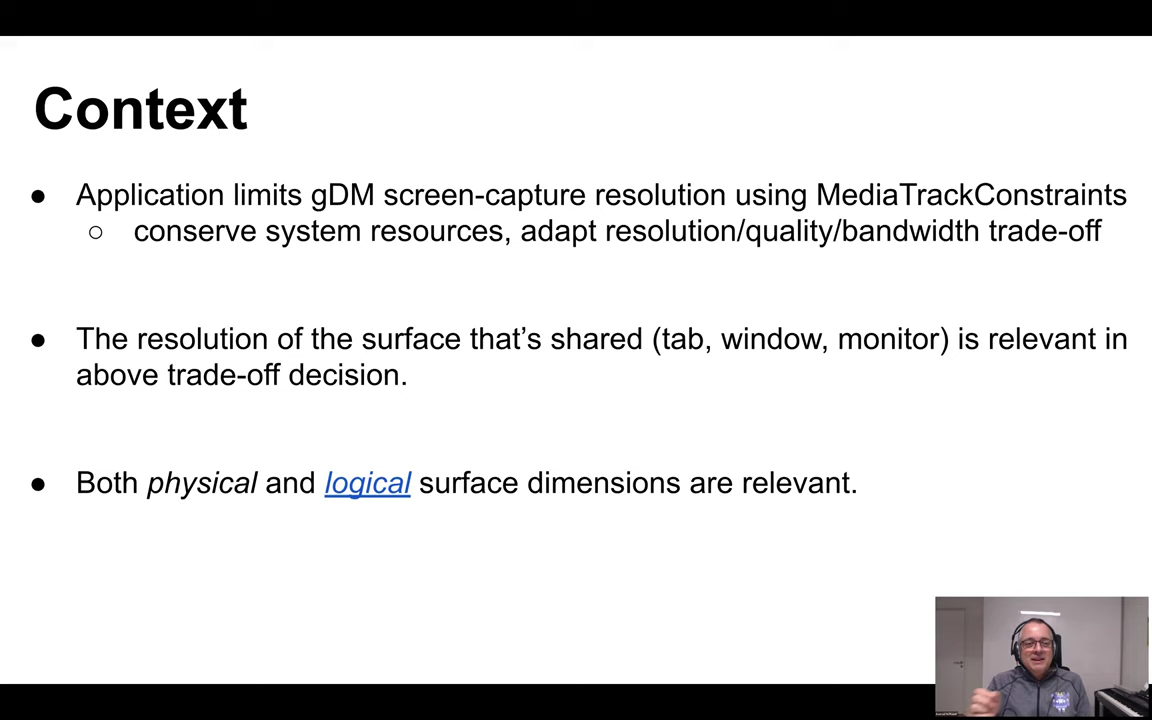 Context
● Application limits gDM screen-capture resolution using MediaTrackConstraints
○ conserve system resources, adapt resolution/quality/bandwidth trade-off
● The resolution of the surface that's shared (tab, window, monitor) is relevant in
above trade-off decision.
● Both physical and logical surface dimensions are relevant.